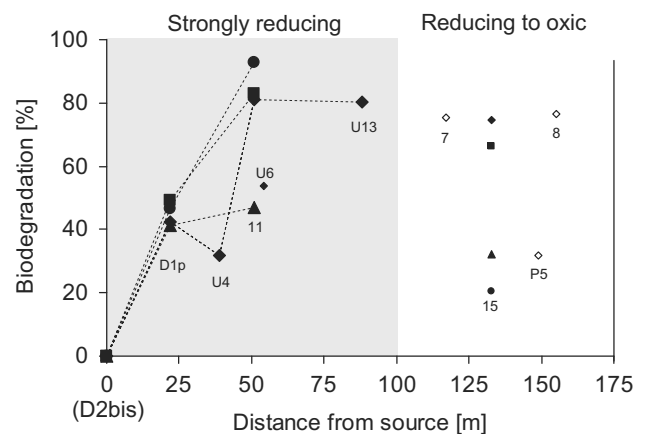 Strongly reducing Reducing to oxic
100
80
60
40
20
0
Biodegradation [%]
U13
7
8
U6
11
D1p
U4
P5
15
0 25 50 75 100 125 150 175
(D2bis)
Distance from source [m]